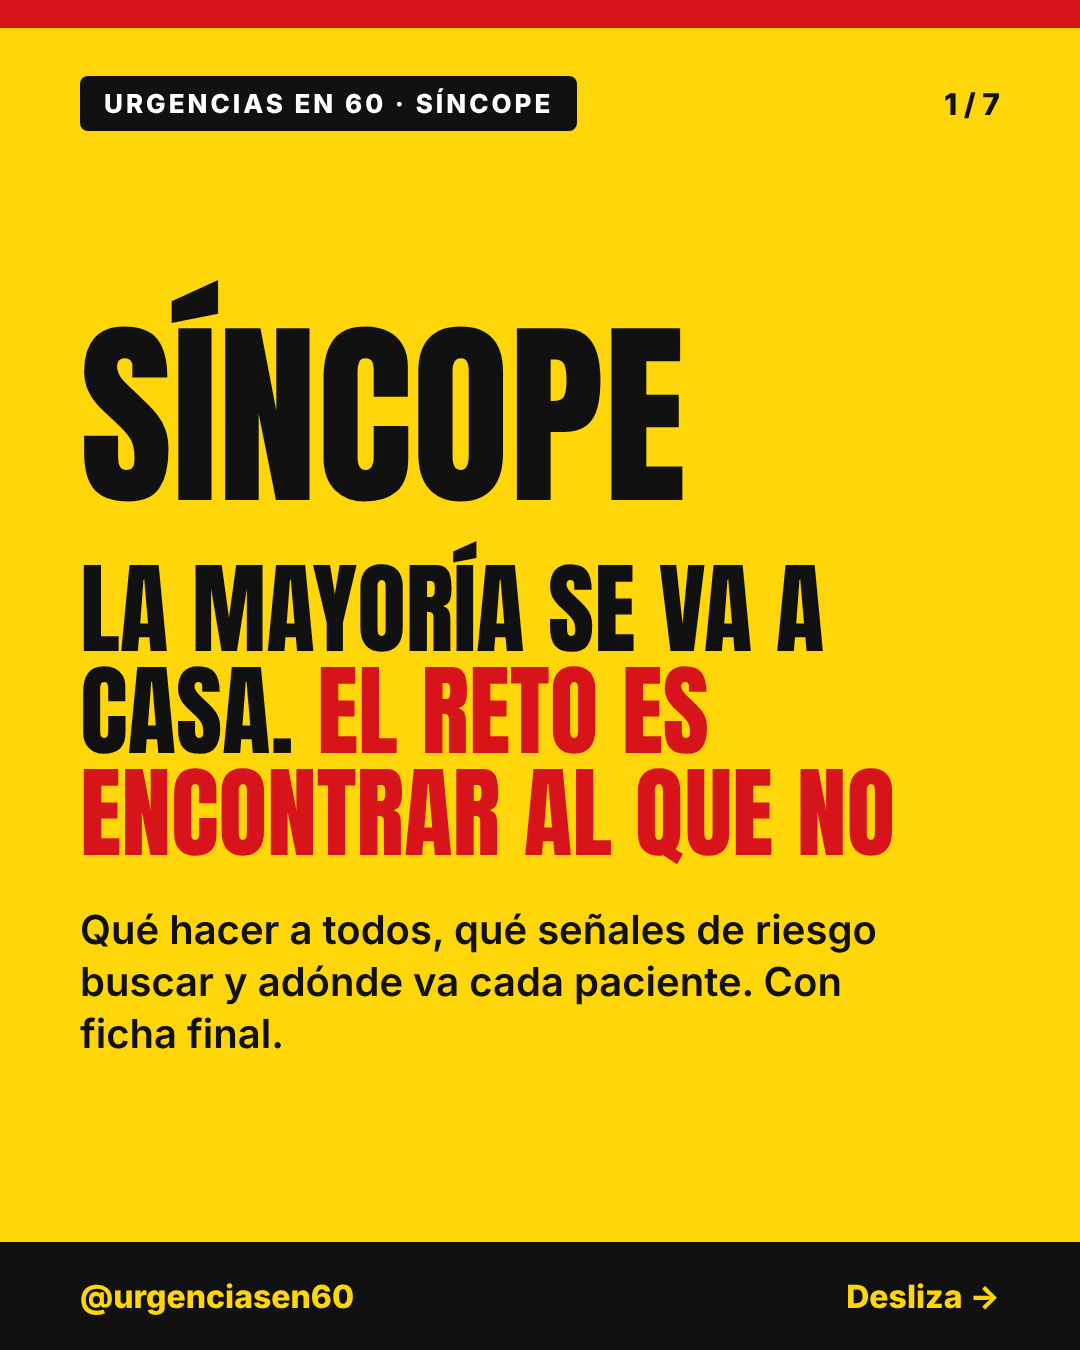 URGENCIAS EN 60 · SÍNCOPE
1/7
SÍNCOPE
LA MAYORÍA SE VA A
CASA. EL RETO ES
ENCONTRAR AL QUE NO
Qué hacer a todos, qué señales de riesgo
buscar y adónde va cada paciente. Con
ficha final.
@urgenciasen60
Desliza →